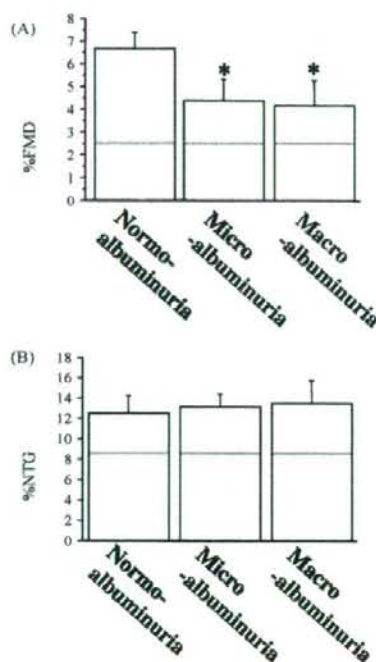 (A)
8
7
6
5
4
3
2
1
0
%FMD
* *
Normo-
albuminuria
Micro
-albuminuria
Macro
-albuminuria
(B)
18
16
14
12
10
8
6
4
2
0
%NTG
Normo-
albuminuria
Micro
-albuminuria
Macro
-albuminuria